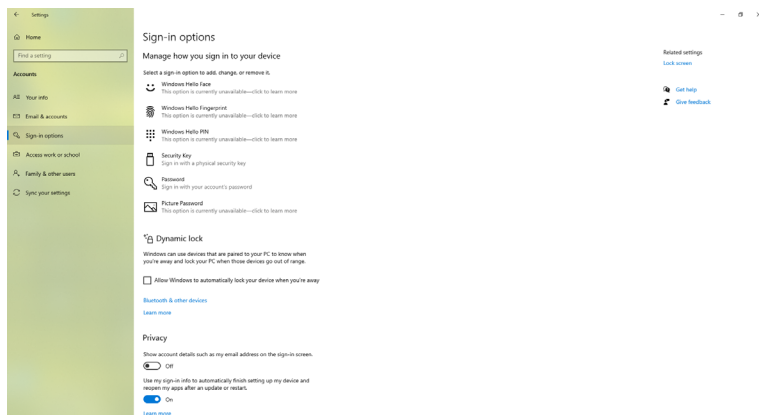 Settings
Home
Find a setting
Accounts
Your info
Email & accounts
Sign-in options
Access work or school
Family & other users
Sync your settings
Sign-in options
Manage how you sign in to your device
Select a sign-in option to add, change, or remove it.
Windows Hello Face
This option is currently unavailable—click to learn more
Windows Hello Fingerprint
This option is currently unavailable—click to learn more
Windows Hello PIN
This option is currently unavailable—click to learn more
Security Key
Sign in with a physical security key
Password
Sign in with your account's password
Picture Password
This option is currently unavailable—click to learn more
Dynamic lock
Windows can use devices that are paired to your PC to know when
you're away and lock your PC when those devices go out of range.
Allow Windows to automatically lock your device when you're away
Bluetooth & other devices
Learn more
Privacy
Show account details such as my email address on the sign-in screen.
Off
Use my sign-in info to automatically finish setting up my device and
reopen my apps after an update or restart.
On
Learn more
Related settings
Lock screen
Get help
Give feedback